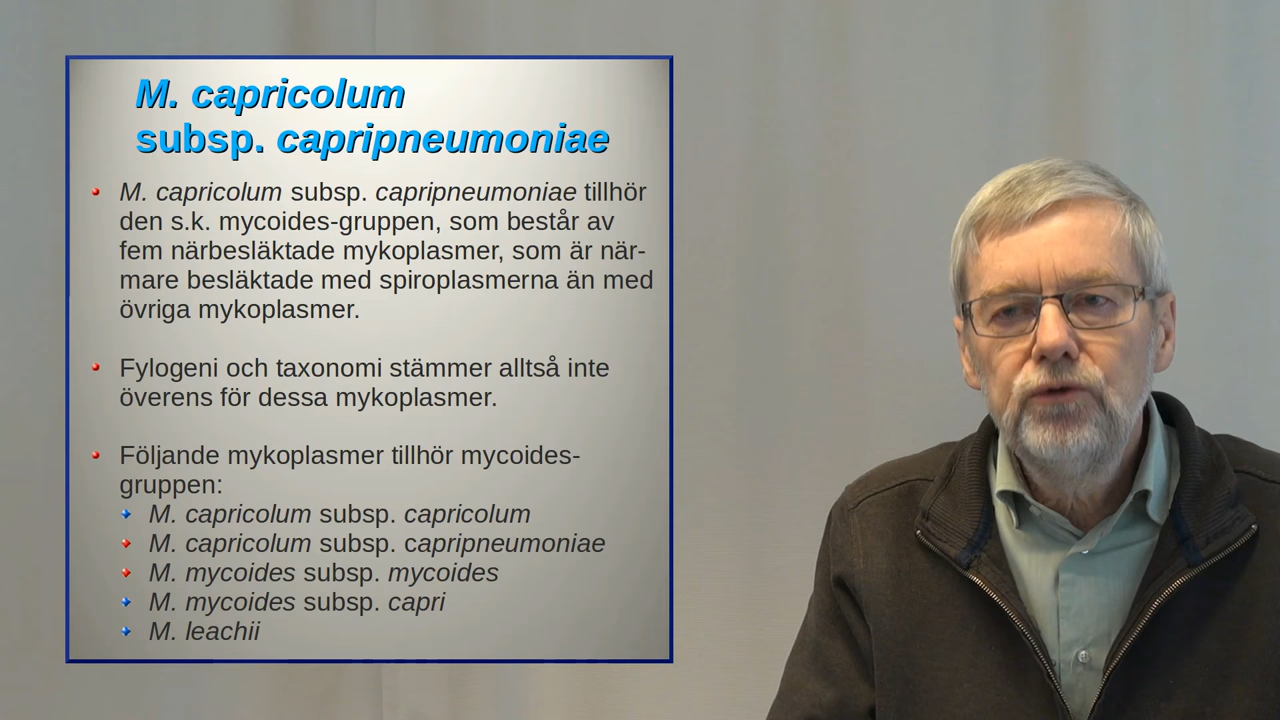 M. capricolum
subsp. capripneumoniae
M. capricolum subsp. capripneumoniae tillhör
den s.k. mycoides-gruppen, som består av
fem närbesläktade mykoplasmer, som är när-
mare besläktade med spiroplasmerna än med
övriga mykoplasmer.
Fylogeni och taxonomi stämmer alltså inte
överens för dessa mykoplasmer.
Följande mykoplasmer tillhör mycoides-
gruppen:
M. capricolum subsp. capricolum
M. capricolum subsp. capripneumoniae
M. mycoides subsp. mycoides
M. mycoides subsp. capri
M. leachii